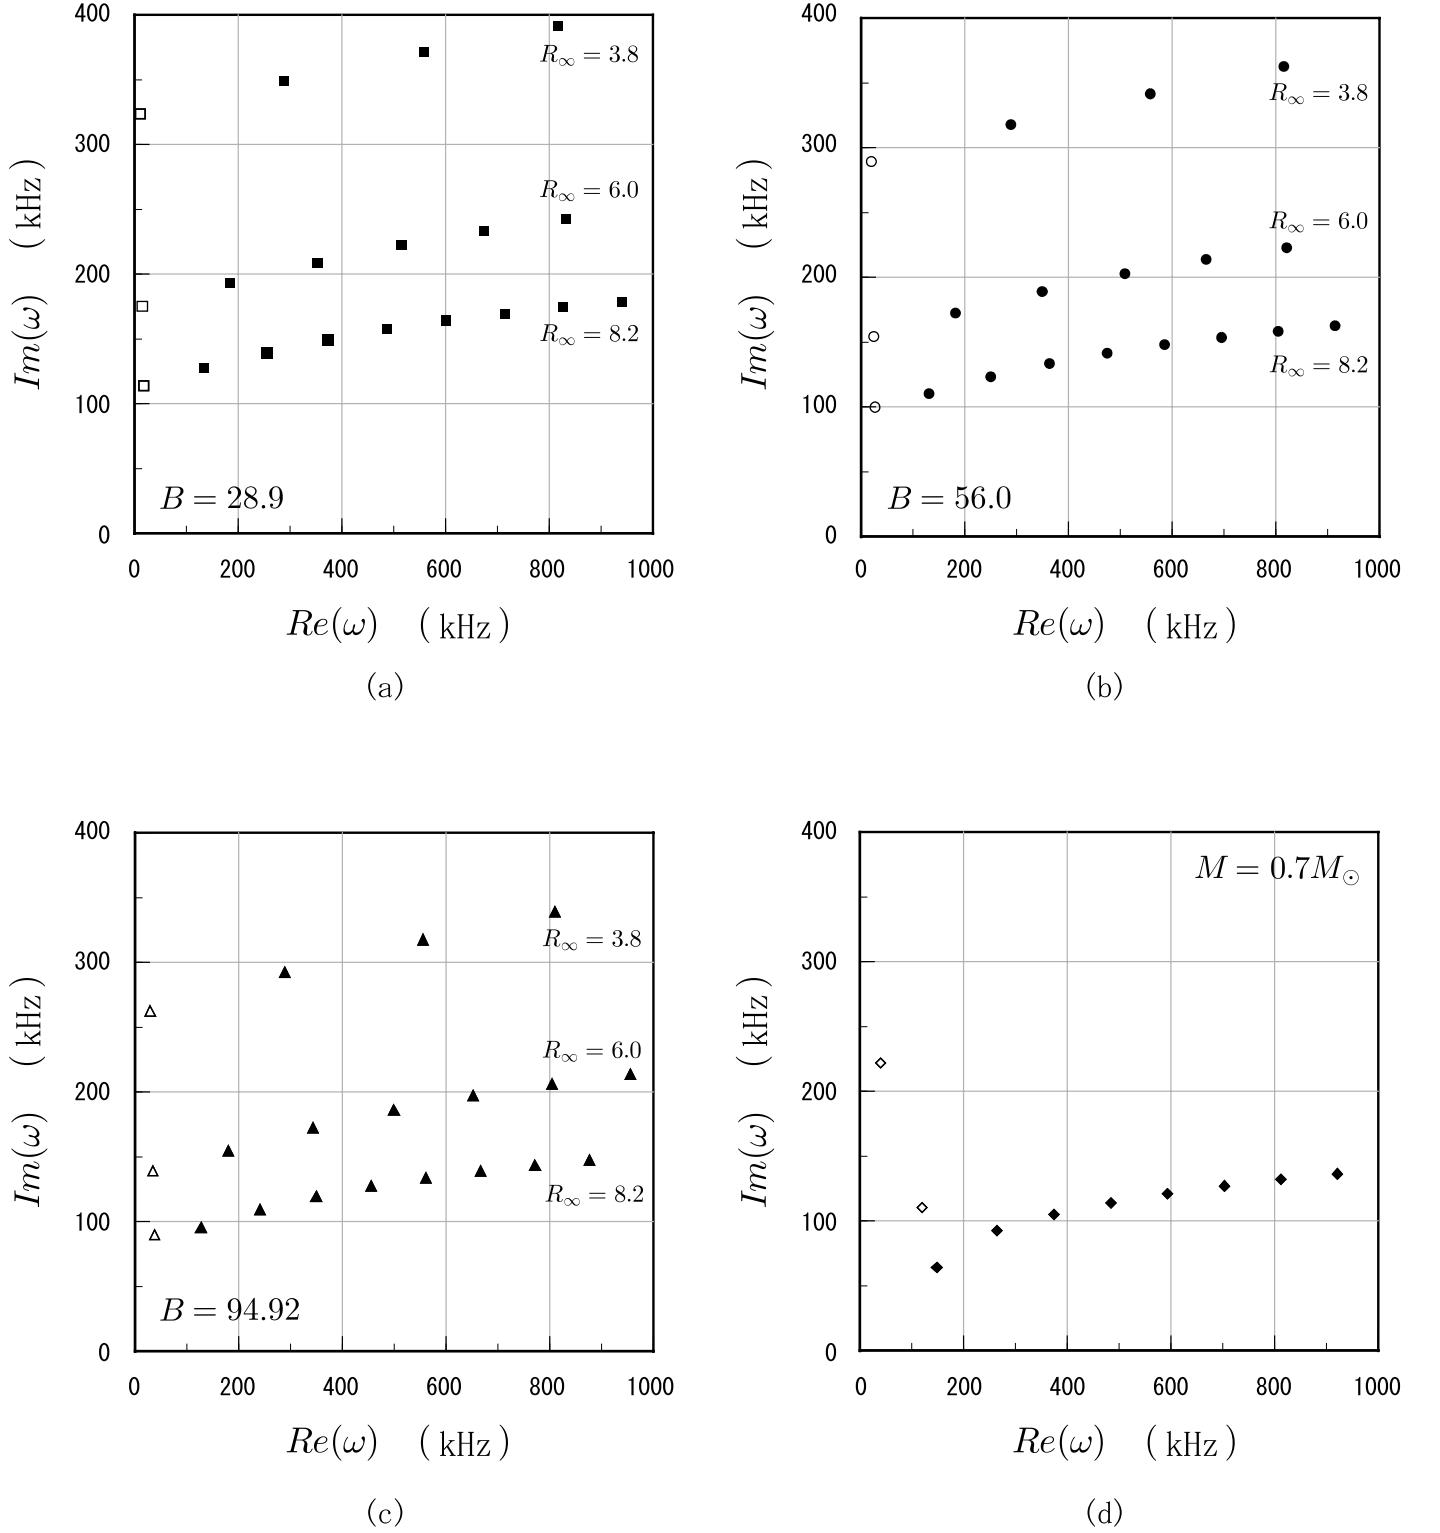 400
300
200
100
0
Im(ω) (kHz)
R∞ = 3.8
R∞ = 6.0
R∞ = 8.2
B = 28.9
0 200 400 600 800 1000
Re(ω) (kHz)
(a)
400
300
200
100
0
Im(ω) (kHz)
R∞ = 3.8
R∞ = 6.0
R∞ = 8.2
B = 56.0
0 200 400 600 800 1000
Re(ω) (kHz)
(b)
400
300
200
100
0
Im(ω) (kHz)
R∞ = 3.8
R∞ = 6.0
R∞ = 8.2
B = 94.92
0 200 400 600 800 1000
Re(ω) (kHz)
(c)
400
300
200
100
0
Im(ω) (kHz)
M = 0.7M⊙
0 200 400 600 800 1000
Re(ω) (kHz)
(d)